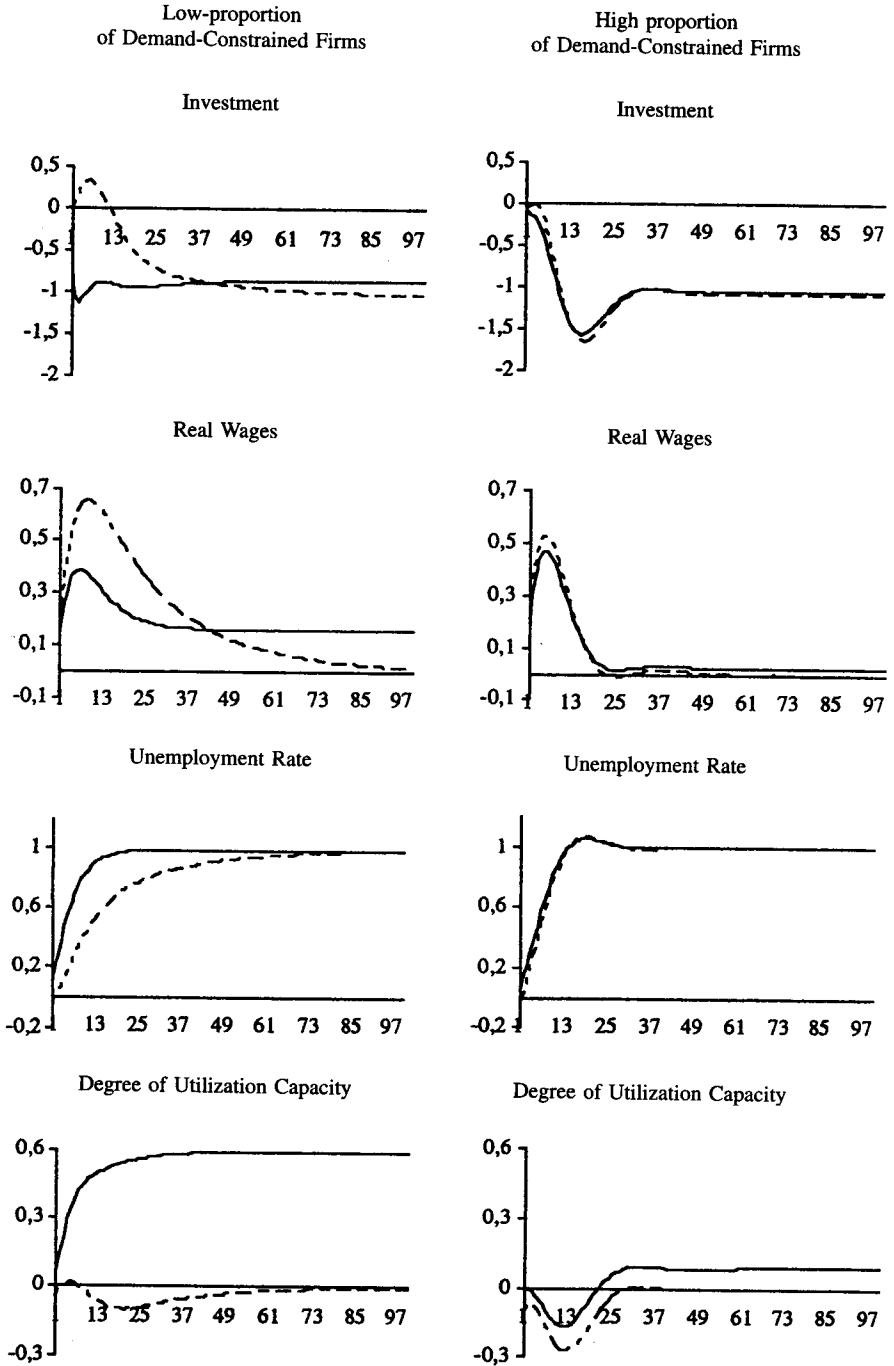 Low-proportion
of Demand-Constrained Firms
Investment
0,5
0
-0,5
-1
-1,5
-2
13 25 37 49 61 73 85 97
Real Wages
0,7
0,5
0,3
0,1
-0,1
1 13 25 37 49 61 73 85 97
Unemployment Rate
1
0,6
0,2
-0,2
1 13 25 37 49 61 73 85 97
Degree of Utilization Capacity
0,6
0,3
0
-0,3
1 13 25 37 49 61 73 85 97
High proportion
of Demand-Constrained Firms
Investment
0,5
0
-0,5
-1
-1,5
-2
1 13 25 37 49 61 73 85 97
Real Wages
0,7
0,5
0,3
0,1
-0,1
1 13 25 37 49 61 73 85 97
Unemployment Rate
1
0,6
0,2
-0,2
1 13 25 37 49 61 73 85 97
Degree of Utilization Capacity
0,6
0,3
0
-0,3
1 13 25 37 49 61 73 85 97